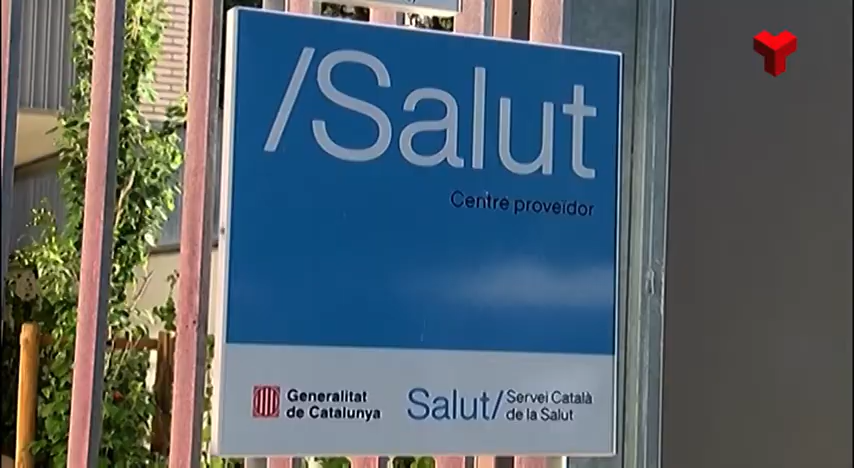 /Salut
Centre proveïdor
Generalitat
de Catalunya
Salut/
Servei Català
de la Salut